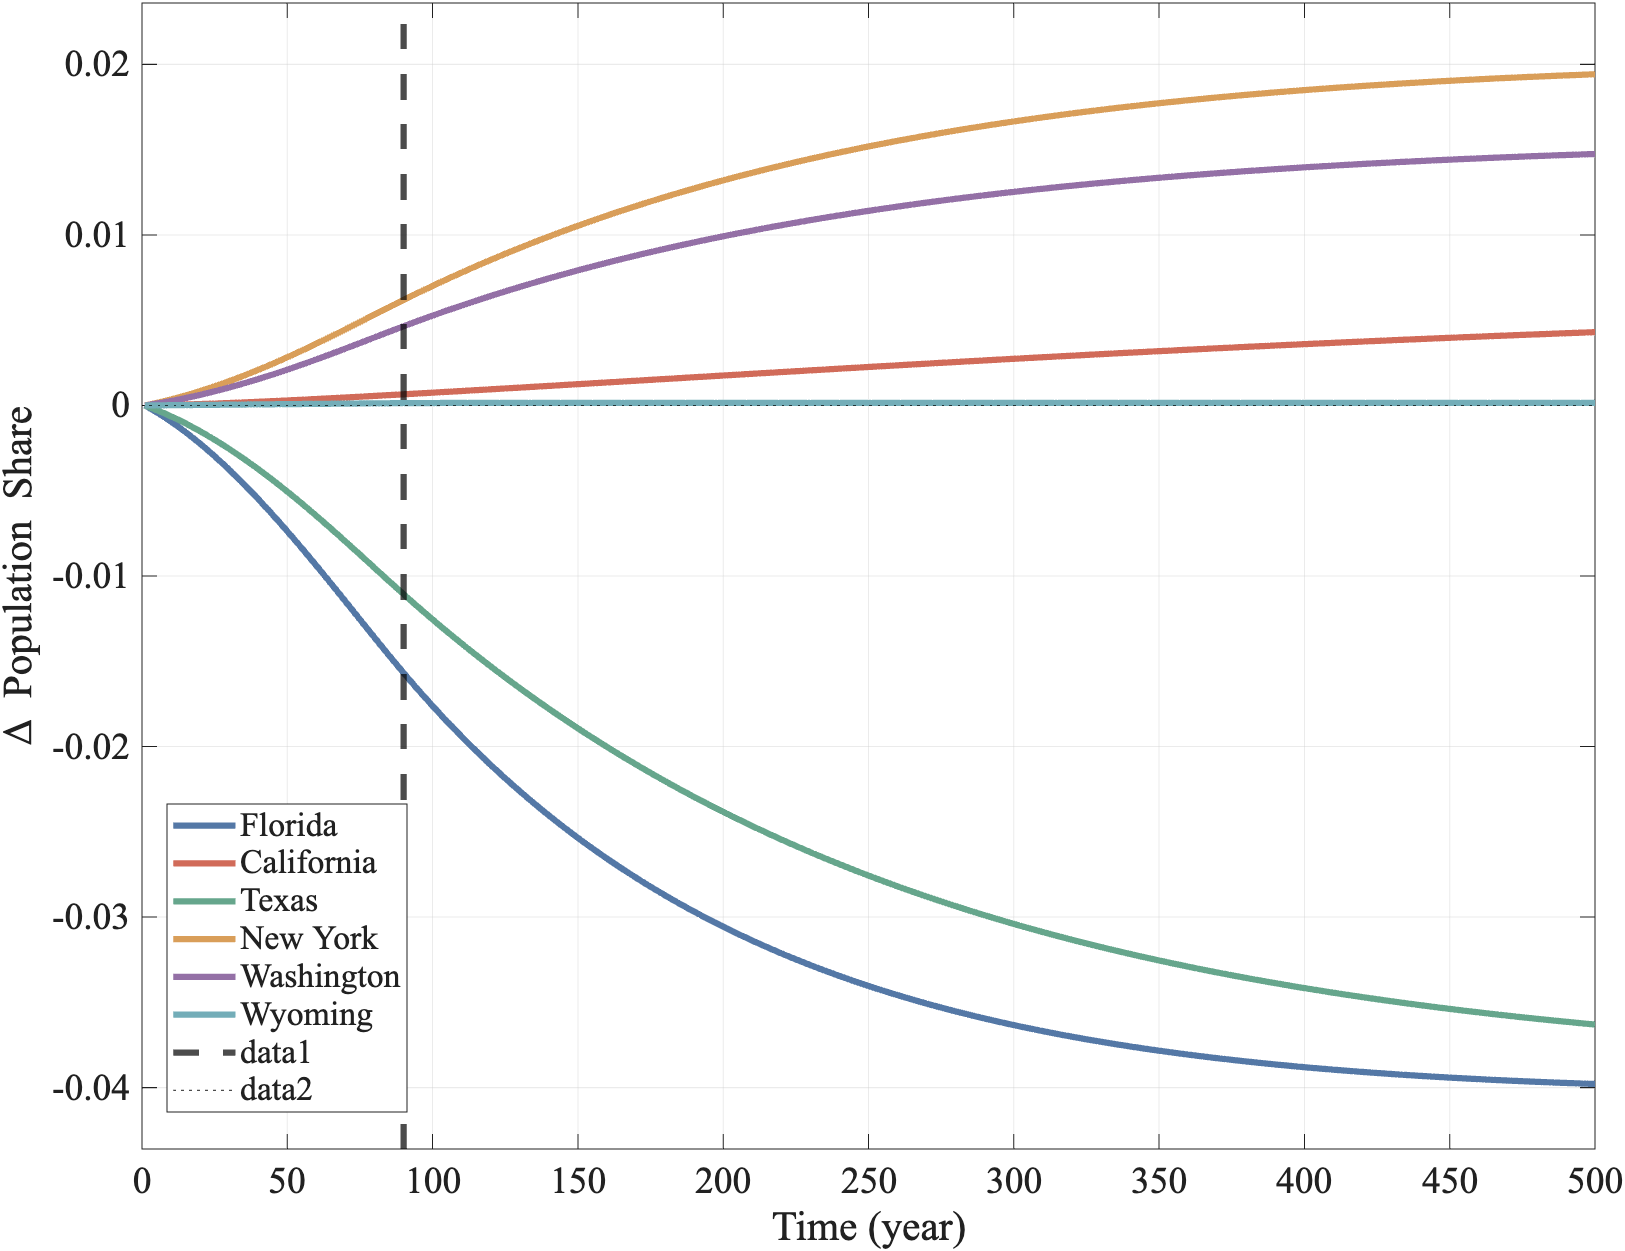 0.02
0.01
0
-0.01
-0.02
-0.03
-0.04
Δ Population Share
Florida
California
Texas
New York
Washington
Wyoming
data1
data2
0 50 100 150 200 250 300 350 400 450 500
Time (year)